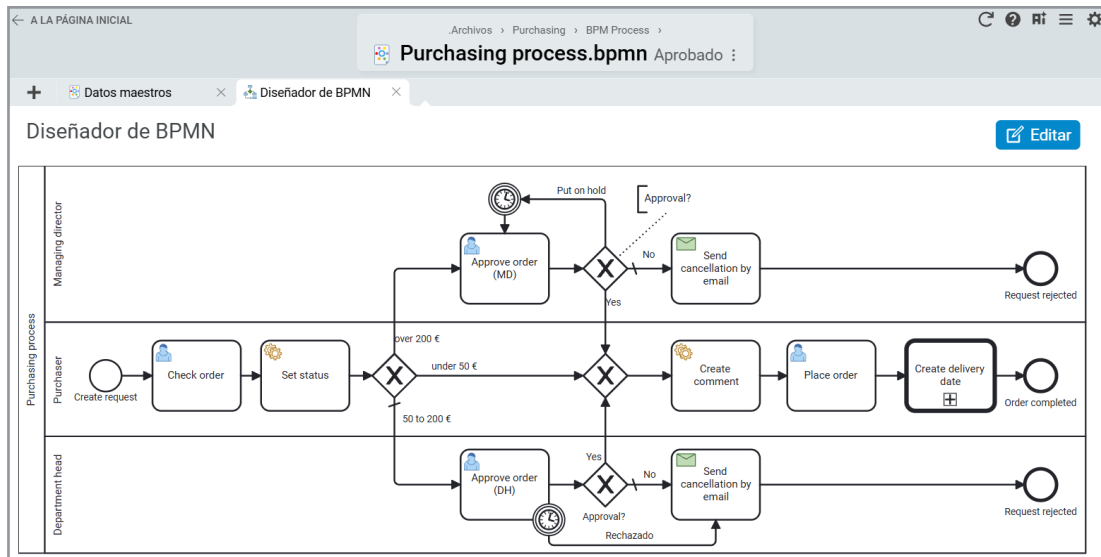 ← A LA PÁGINA INICIAL
.Archivos › Purchasing › BPM Process ›
Purchasing process.bpmn Aprobado
Datos maestros
Diseñador de BPMN
Diseñador de BPMN
Editar
Purchasing process
Managing director
Put on hold
Approval?
Approve order
(MD)
No
Send
cancellation by
email
Yes
Request rejected
Purchaser
Create request
Check order
Set status
over 200 €
under 50 €
50 to 200 €
Create
comment
Place order
Create delivery
date
Order completed
Department head
Approve order
(DH)
Yes
No
Approval?
Send
cancellation by
email
Rechazado
Request rejected